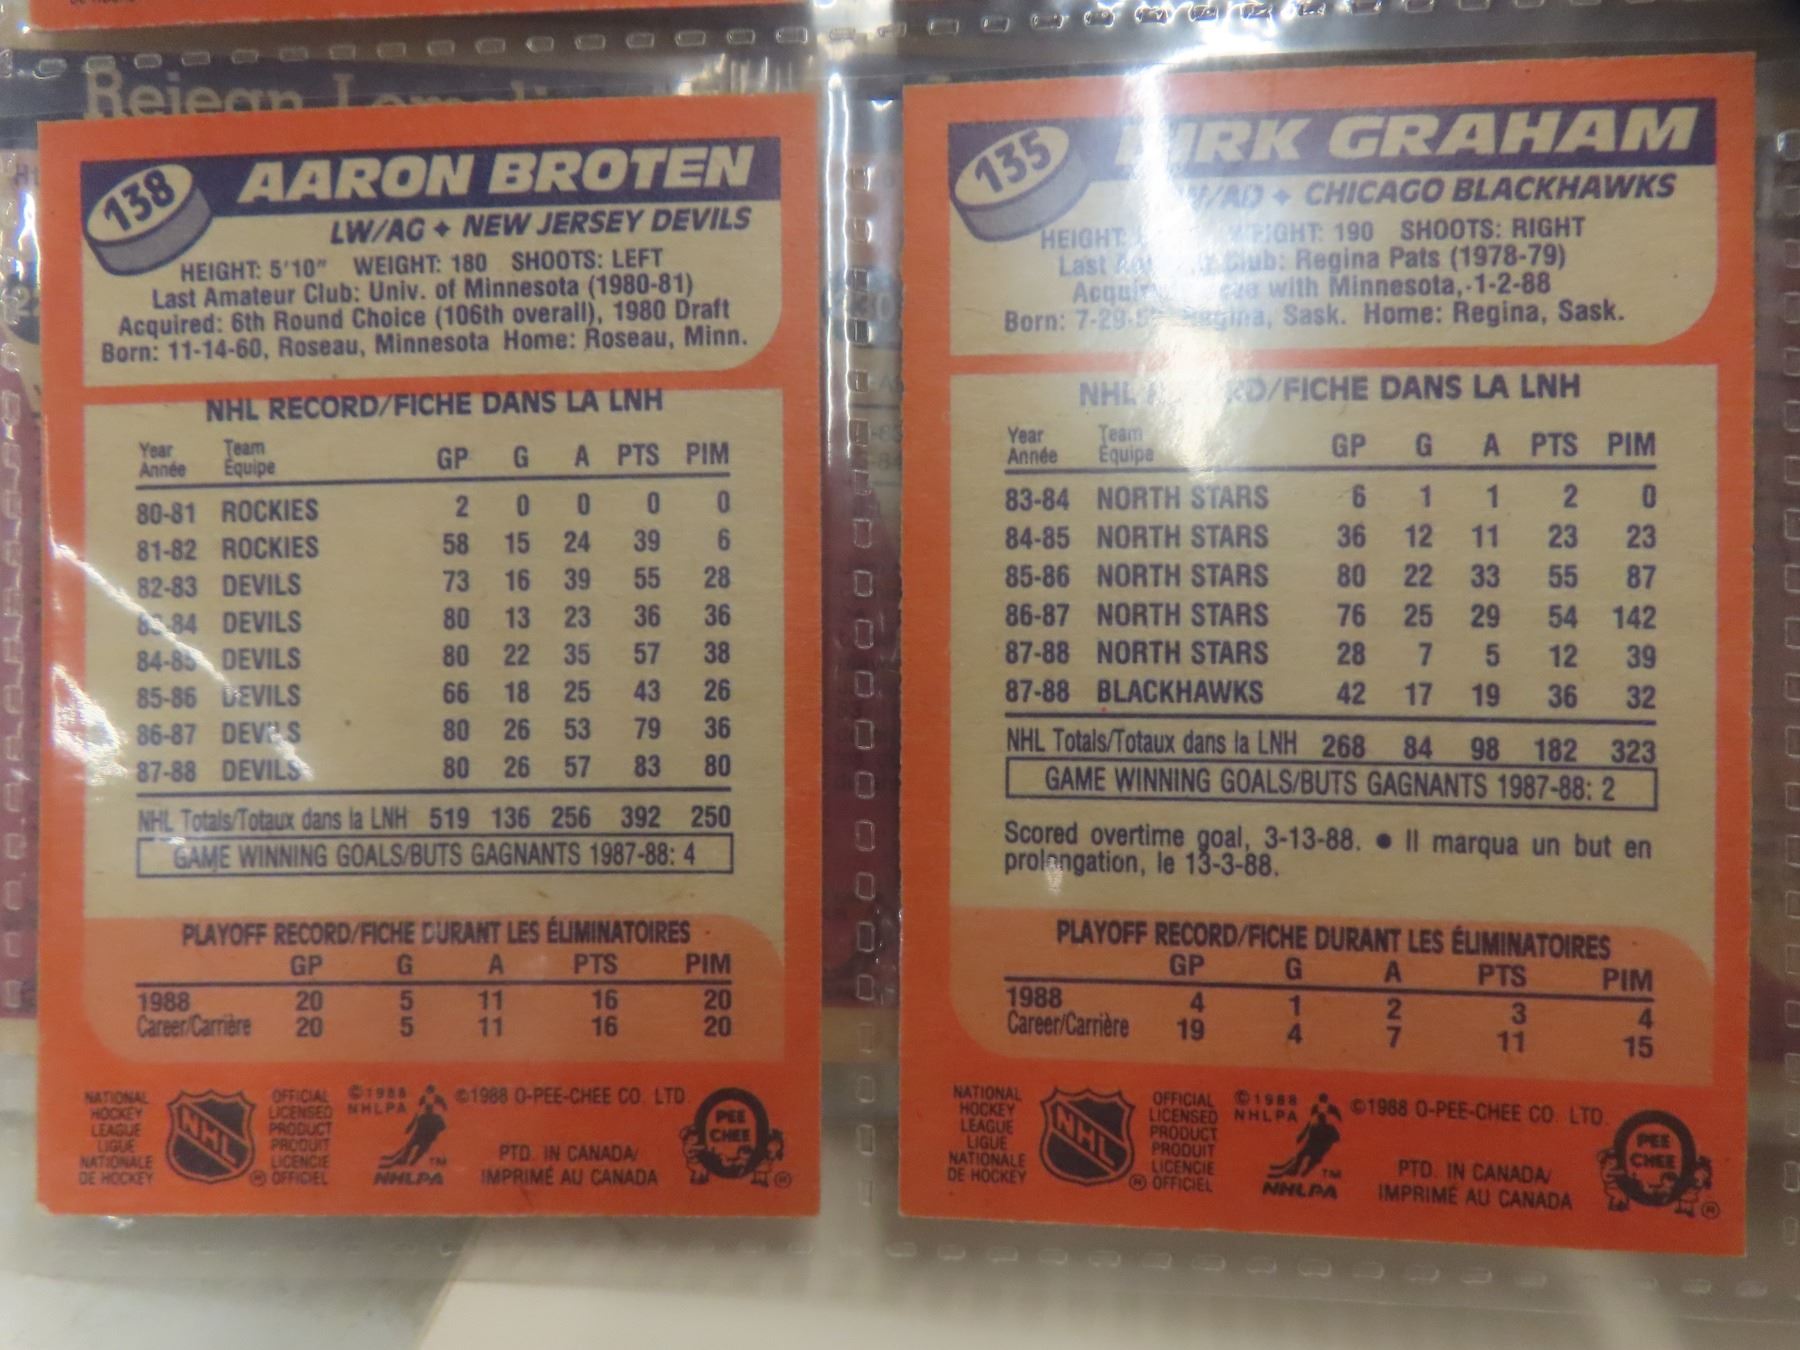 138 AARON BROTEN
LW/AG ✦ NEW JERSEY DEVILS
HEIGHT: 5'10" WEIGHT: 180 SHOOTS: LEFT
Last Amateur Club: Univ. of Minnesota (1980-81)
Acquired: 6th Round Choice (106th overall), 1980 Draft
Born: 11-14-60, Roseau, Minnesota Home: Roseau, Minn.
NHL RECORD/FICHE DANS LA LNH
Year Team
Année Équipe GP G A PTS PIM
80-81 ROCKIES 2 0 0 0 0
81-82 ROCKIES 58 15 24 39 6
82-83 DEVILS 73 16 39 55 28
83-84 DEVILS 80 13 23 36 36
84-85 DEVILS 80 22 35 57 38
85-86 DEVILS 66 18 25 43 26
86-87 DEVILS 80 26 53 79 36
87-88 DEVILS 80 26 57 83 80
NHL Totals/Totaux dans la LNH 519 136 256 392 250
GAME WINNING GOALS/BUTS GAGNANTS 1987-88: 4
PLAYOFF RECORD/FICHE DURANT LES ÉLIMINATOIRES
GP G A PTS PIM
1988 20 5 11 16 20
Career/Carrière 20 5 11 16 20
NATIONAL
HOCKEY
LEAGUE
LIGUE
NATIONALE
DE HOCKEY
NHL
®
OFFICIAL
LICENSED
PRODUCT
PRODUIT
LICENCIE
OFFICIEL
©1988
NHLPA
TM
NHLPA
©1988 O-PEE-CHEE CO. LTD.
PTD. IN CANADA/
IMPRIMÉ AU CANADA
PEE
CHEE
®
135 DIRK GRAHAM
✦ CHICAGO BLACKHAWKS
HEIGHT: WEIGHT: 190 SHOOTS: RIGHT
Last Club: Regina Pats (1978-79)
with Minnesota, 1-2-88
Born: Regina, Sask. Home: Regina, Sask.
NHL RECORD/FICHE DANS LA LNH
Year Team
Année Équipe GP G A PTS PIM
83-84 NORTH STARS 6 1 1 2 0
84-85 NORTH STARS 36 12 11 23 23
85-86 NORTH STARS 80 22 33 55 87
86-87 NORTH STARS 76 25 29 54 142
87-88 NORTH STARS 28 7 5 12 39
87-88 BLACKHAWKS 42 17 19 36 32
NHL Totals/Totaux dans la LNH 268 84 98 182 323
GAME WINNING GOALS/BUTS GAGNANTS 1987-88: 2
Scored overtime goal, 3-13-88. ● Il marqua un but en
prolongation, le 13-3-88.
PLAYOFF RECORD/FICHE DURANT LES ÉLIMINATOIRES
GP G A PTS PIM
1988 4 1 2 3 4
Career/Carrière 19 4 7 11 15
NATIONAL
HOCKEY
LEAGUE
LIGUE
NATIONALE
DE HOCKEY
NHL
®
OFFICIAL
LICENSED
PRODUCT
PRODUIT
LICENCIE
OFFICIEL
©1988
NHLPA
TM
NHLPA
©1988 O-PEE-CHEE CO. LTD.
PTD. IN CANADA/
IMPRIMÉ AU CANADA
PEE
CHEE
®